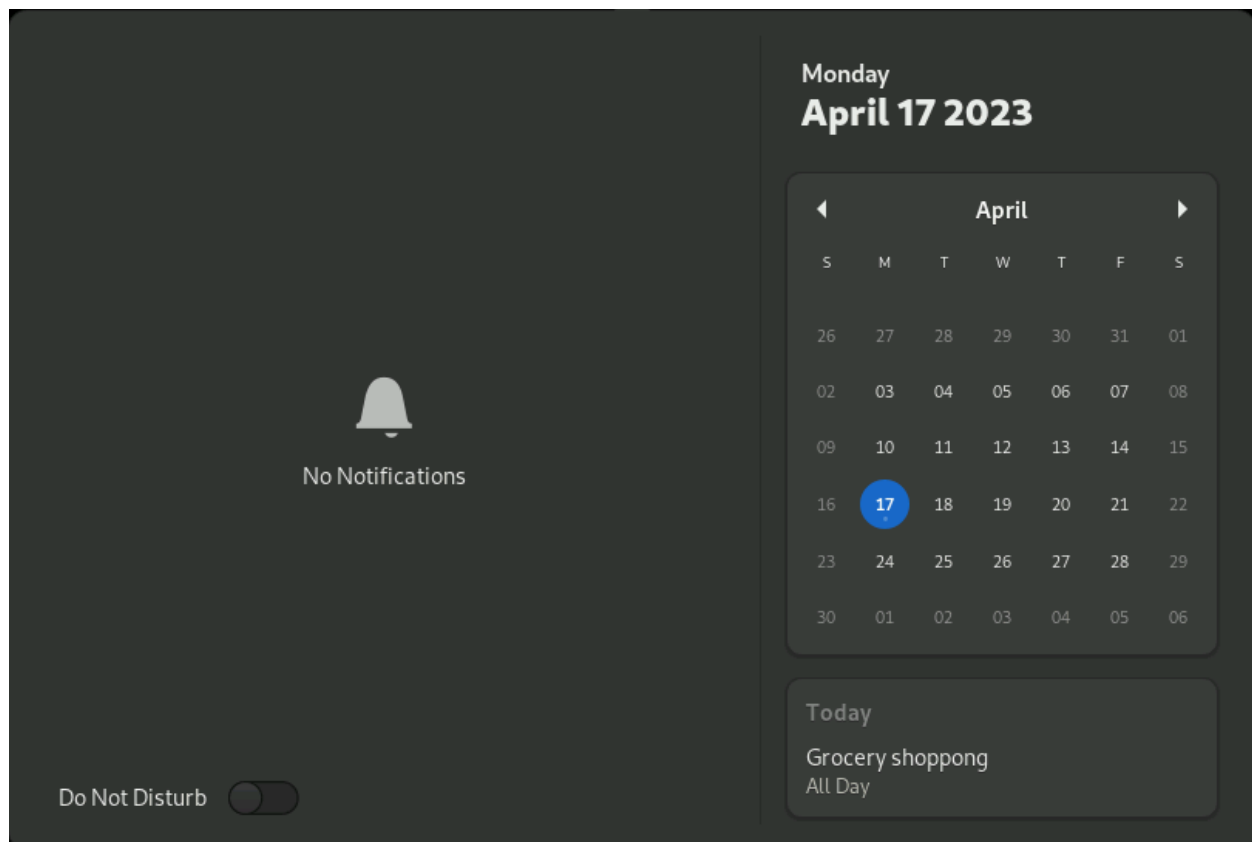 No Notifications
Do Not Disturb
Monday
April 17 2023
April
S M T W T F S
26 27 28 29 30 31 01
02 03 04 05 06 07 08
09 10 11 12 13 14 15
16 17 18 19 20 21 22
23 24 25 26 27 28 29
30 01 02 03 04 05 06
Today
Grocery shoppong
All Day